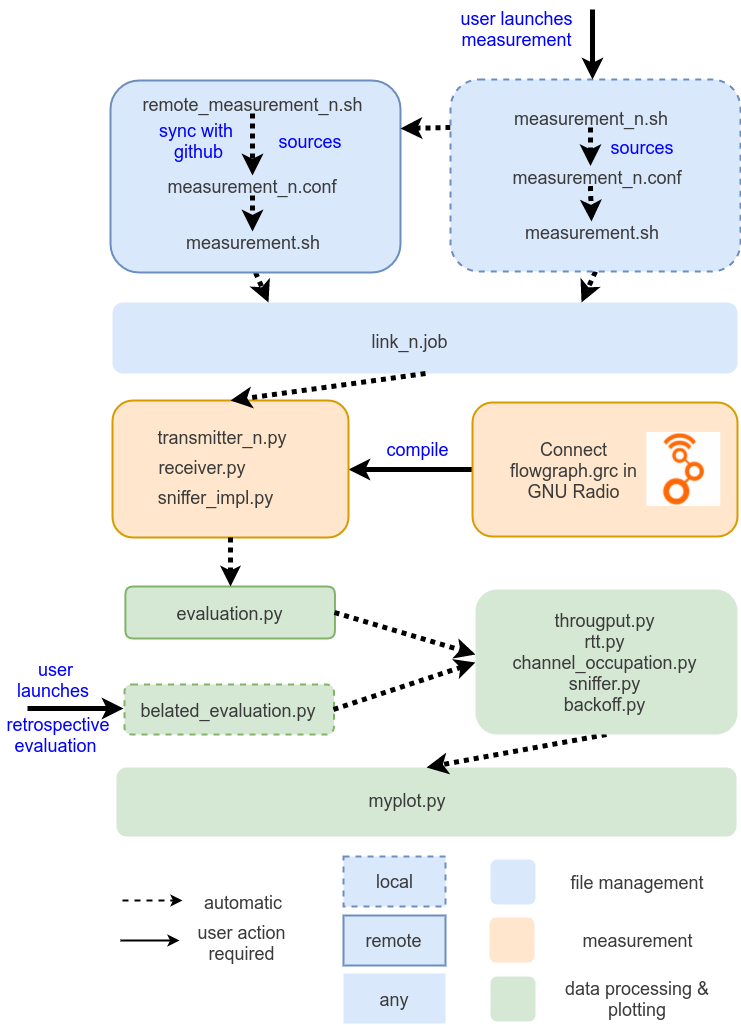 user launches
measurement
remote_measurement_n.sh
sync with
github
sources
measurement_n.conf
measurement.sh
measurement_n.sh
sources
measurement_n.conf
measurement.sh
link_n.job
transmitter_n.py
receiver.py
sniffer_impl.py
compile
Connect
flowgraph.grc in
GNU Radio
evaluation.py
througput.py
rtt.py
channel_occupation.py
sniffer.py
backoff.py
user
launches
retrospective
evaluation
belated_evaluation.py
myplot.py
automatic
user action
required
local
remote
any
file management
measurement
data processing &
plotting